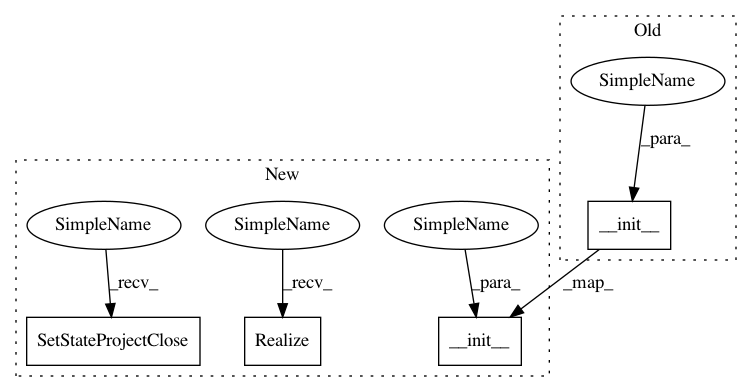 Old
SimpleName
_para_
New
SimpleName
SimpleName
SimpleName
__init__
_recv_
_recv_
_para_
_map_
SetStateProjectClose
Realize
__init__